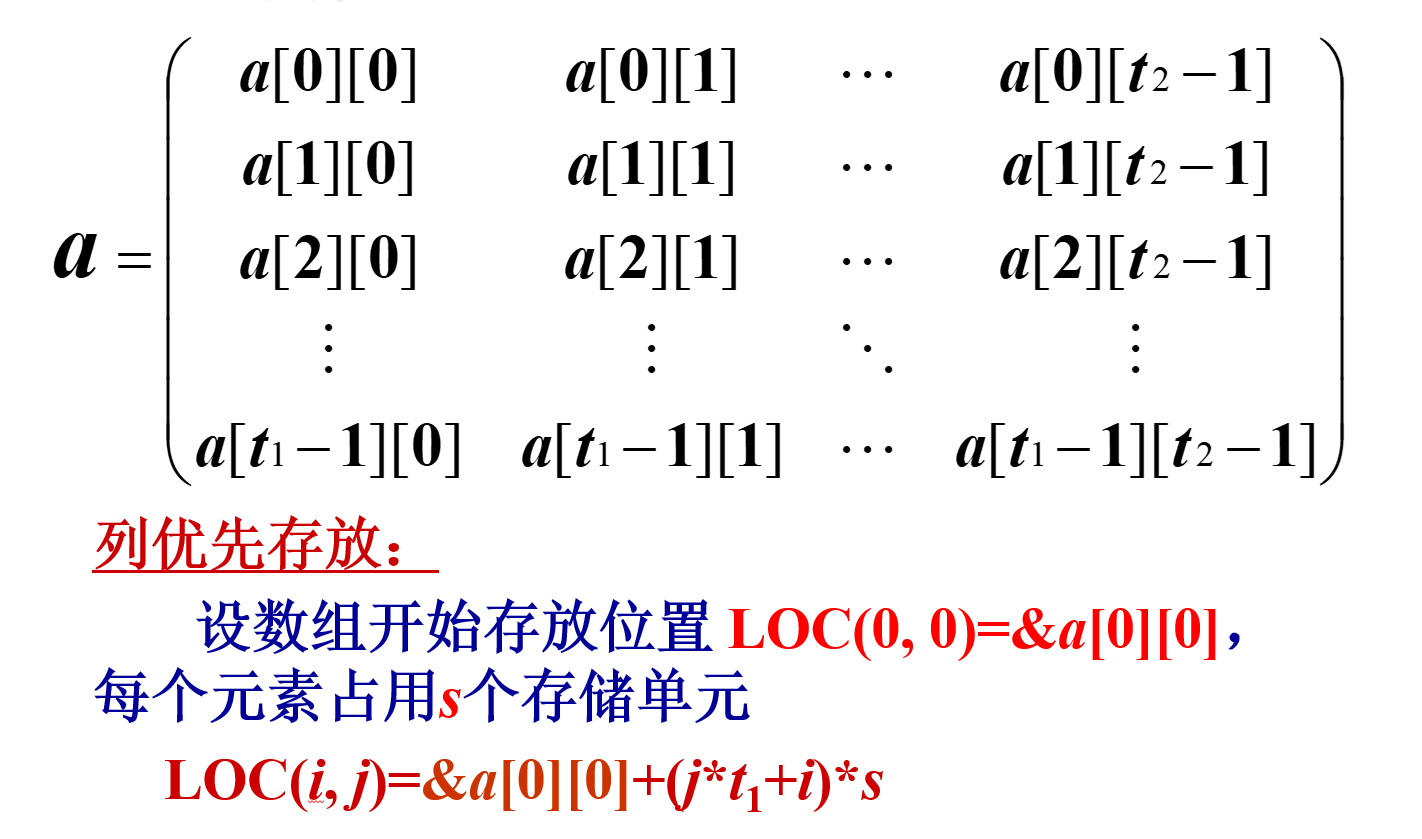 a[0][0] a[0][1] ⋯ a[0][t₂−1]
a[1][0] a[1][1] ⋯ a[1][t₂−1]
a = a[2][0] a[2][1] ⋯ a[2][t₂−1]
⋮ ⋮ ⋱ ⋮
a[t₁−1][0] a[t₁−1][1] ⋯ a[t₁−1][t₂−1]
列优先存放：
设数组开始存放位置 LOC(0, 0)=&a[0][0]，
每个元素占用s个存储单元
LOC(i, j)=&a[0][0]+(j*t₁+i)*s